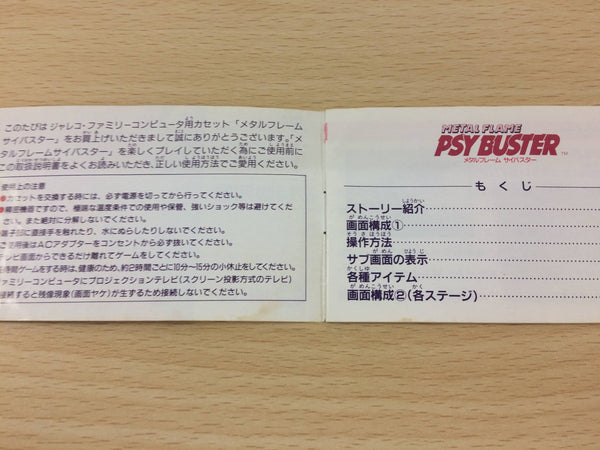 このたびは ジャレコ・ファミリーコンピュータ用カセット「メタルフレーム
サイバスター」をお買上げいただきまして誠にありがとうございます。「メ
タルフレームサイバスター」を楽しくプレイしていただく為にご使用前に
この取扱説明書をよくお読みいただき、正しい使用方法でご愛用ください。
使用上の注意
●カセットを交換する時には、必ず電源を切ってから行ってください。
●精密機器ですので、極端な温度条件での使用や保管、強いショック等は避けてくだ
さい。また絶対に分解しないでください。
端子部に直接手を触れたり、水にぬらしたりしないでください。
ご使用後はACアダプターをコンセントから必ず抜いてください。
テレビ画面からできるだけ離れてゲームをしてください。
長時間ゲームをする時は、健康のため、約2時間ごとに10分〜15分の小休止をしてください。
ファミリーコンピュータにプロジェクションテレビ(スクリーン投影方式のテレビ)
接続すると残像現象(画面ヤケ)が生ずるため接続しないでください。
METAL FLAME
PSY BUSTER™
メタルフレーム サイバスター
もくじ
ストーリー紹介
画面構成①
操作方法
サブ画面の表示
各種アイテム
画面構成②(各ステージ)